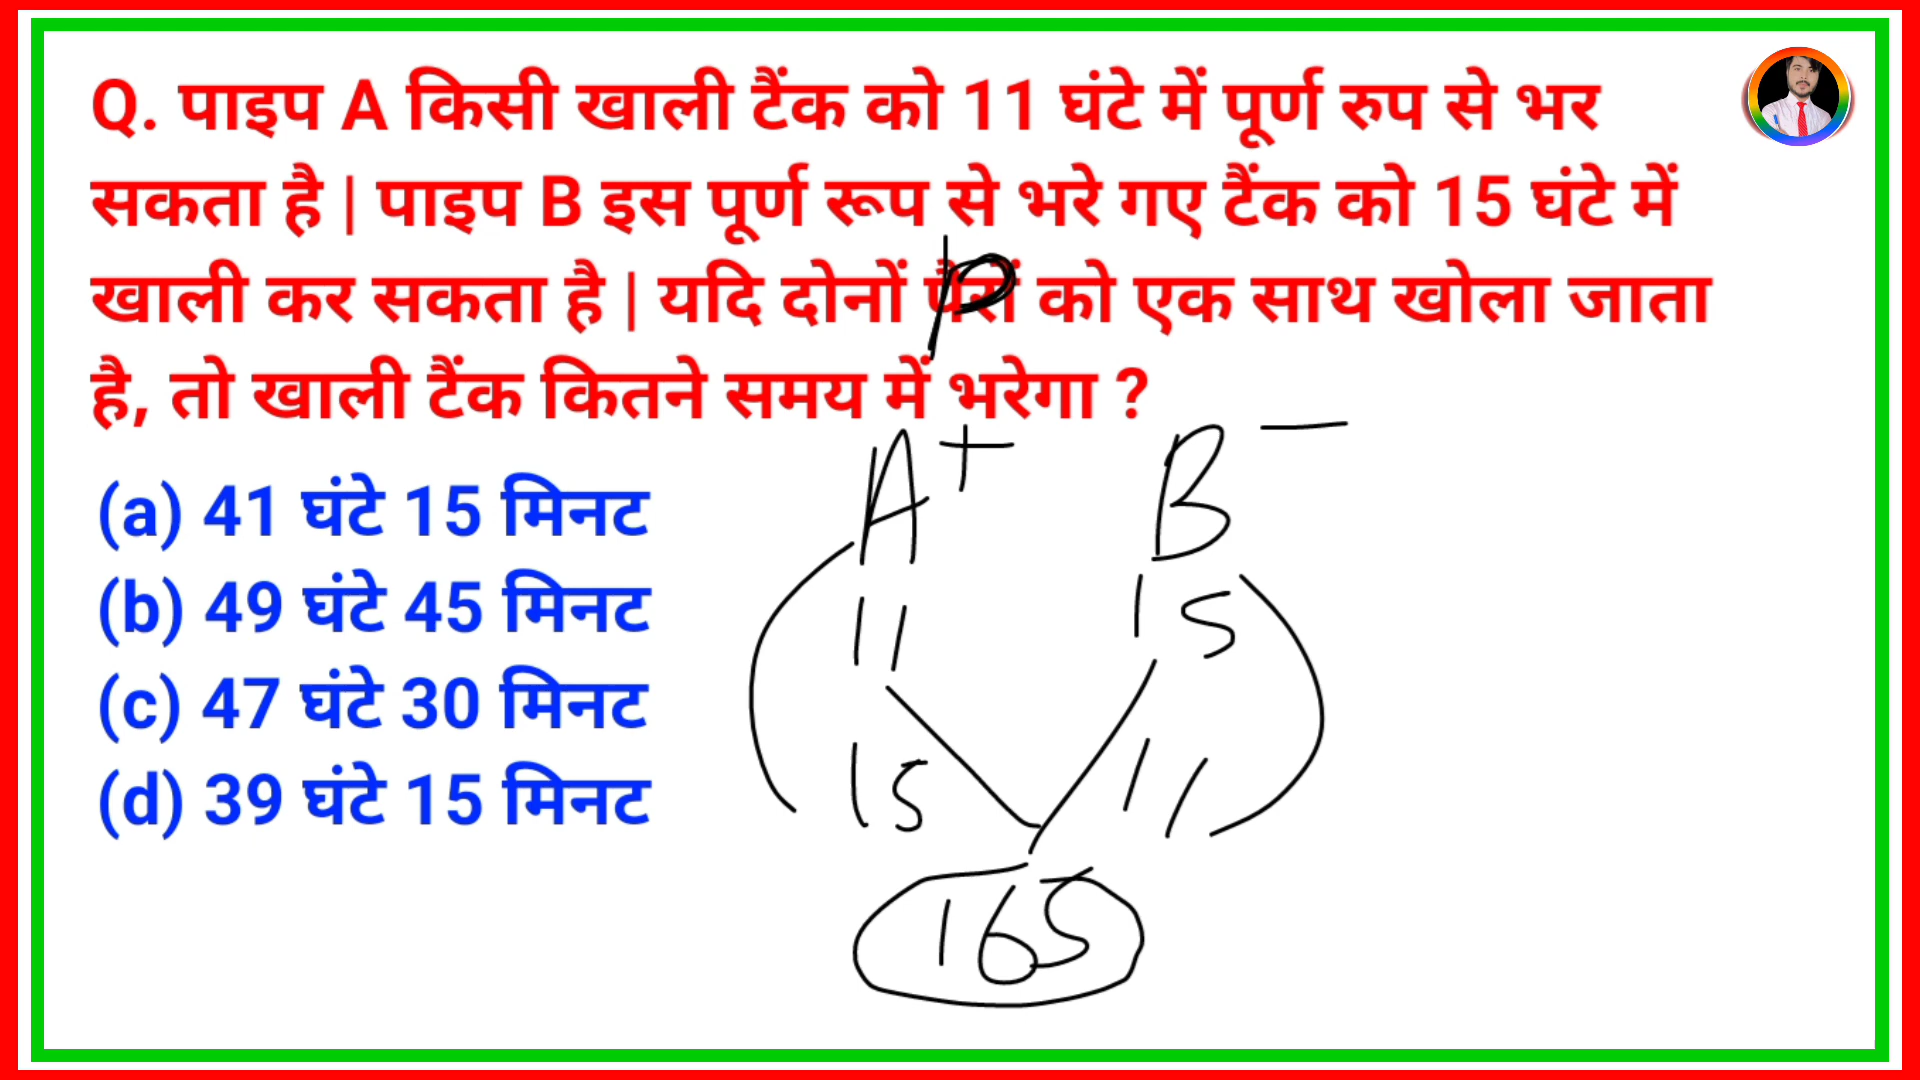 Q. पाइप A किसी खाली टैंक को 11 घंटे में पूर्ण रुप से भर
सकता है | पाइप B इस पूर्ण रूप से भरे गए टैंक को 15 घंटे में
खाली कर सकता है | यदि दोनों को एक साथ खोला जाता
है, तो खाली टैंक कितने समय में भरेगा ?
P
(a) 41 घंटे 15 मिनट
(b) 49 घंटे 45 मिनट
(c) 47 घंटे 30 मिनट
(d) 39 घंटे 15 मिनट
A+ B−
11 15
15 11
165